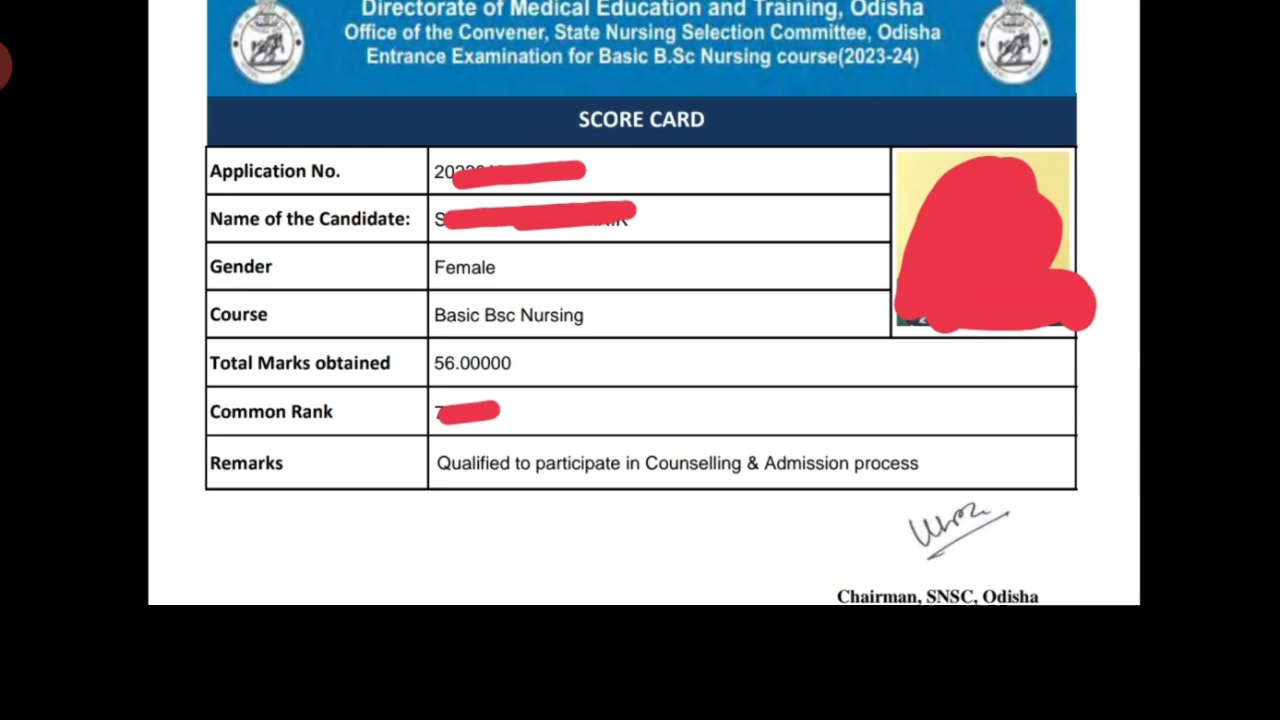 Directorate of Medical Education and Training, Odisha
Office of the Convener, State Nursing Selection Committee, Odisha
Entrance Examination for Basic B.Sc Nursing course(2023-24)
SCORE CARD
Application No.
Name of the Candidate:
Gender Female
Course Basic Bsc Nursing
Total Marks obtained 56.00000
Common Rank
Remarks Qualified to participate in Counselling & Admission process
Chairman, SNSC, Odisha